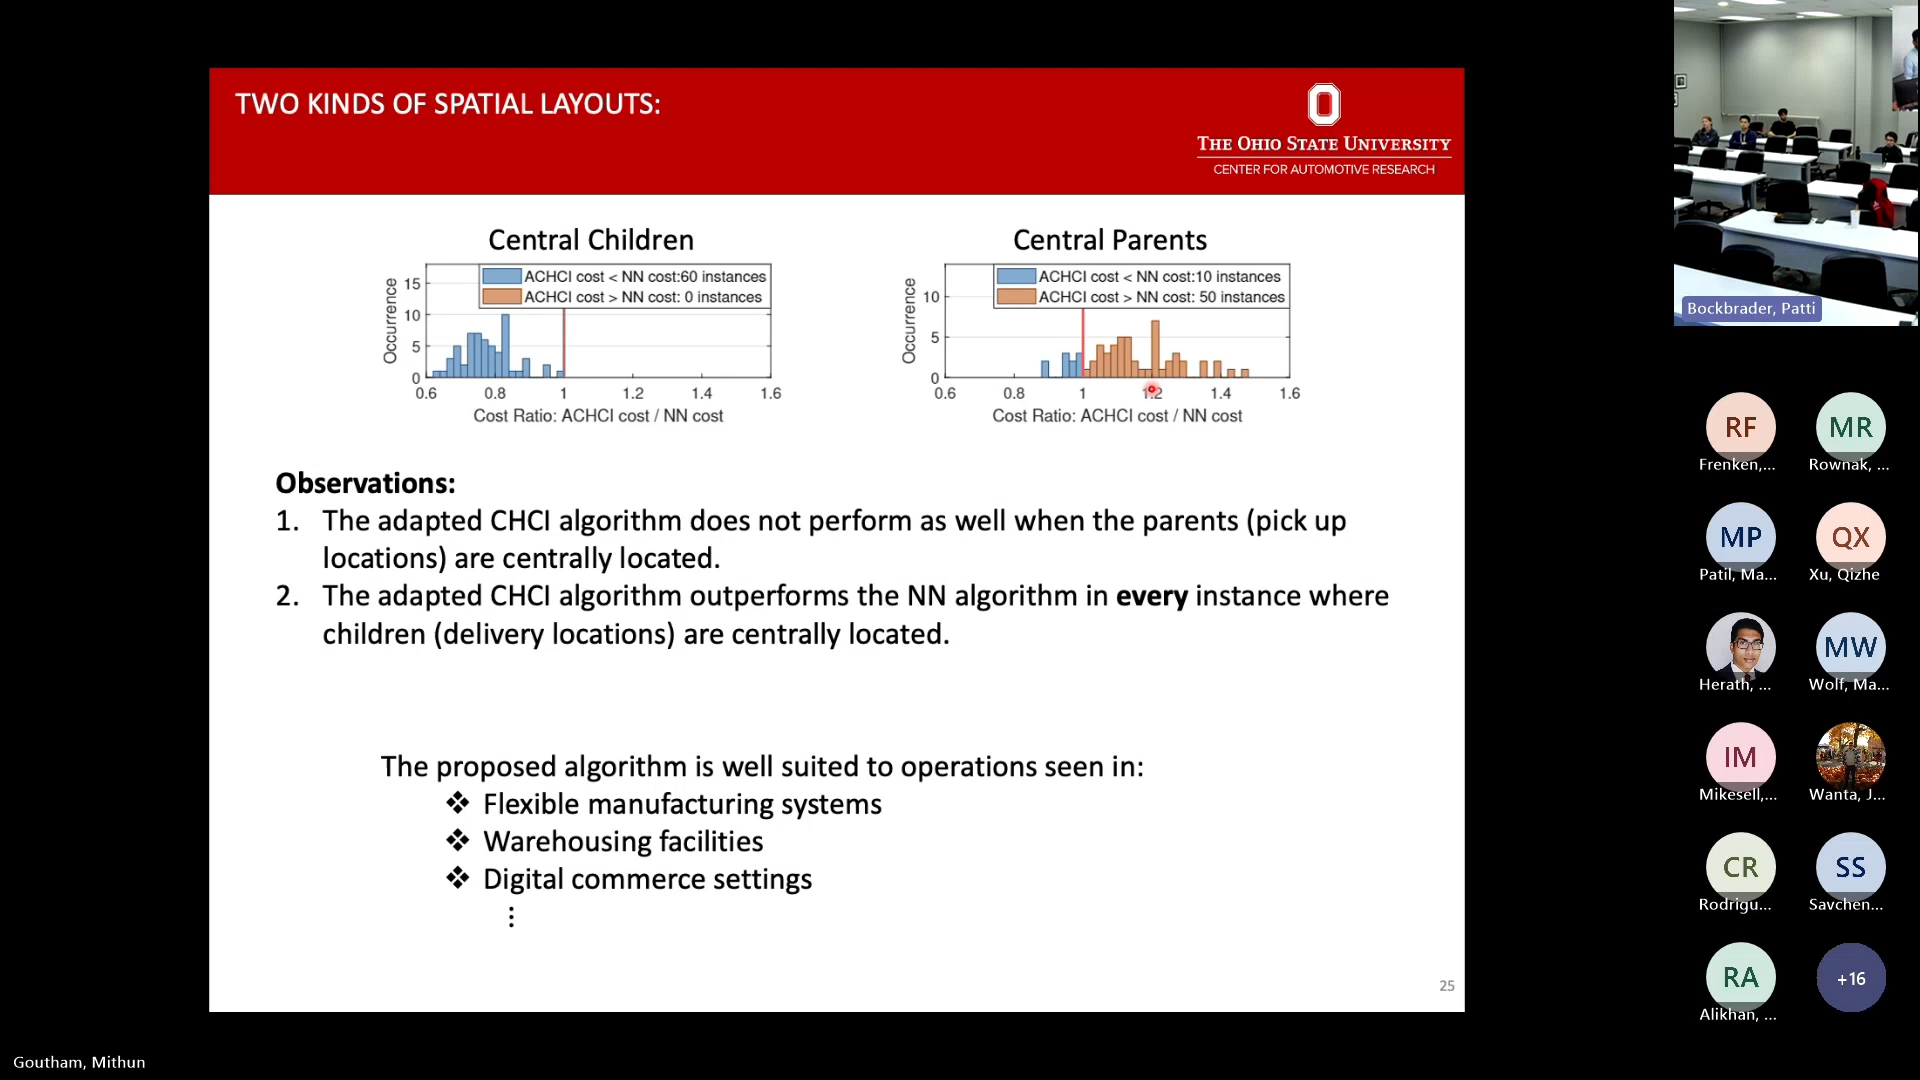 TWO KINDS OF SPATIAL LAYOUTS:
THE OHIO STATE UNIVERSITY
CENTER FOR AUTOMOTIVE RESEARCH
Central Children
ACHCI cost < NN cost:60 instances
ACHCI cost > NN cost: 0 instances
Occurrence
15
10
5
0
0.6 0.8 1 1.2 1.4 1.6
Cost Ratio: ACHCI cost / NN cost
Central Parents
ACHCI cost < NN cost:10 instances
ACHCI cost > NN cost: 50 instances
Occurrence
10
5
0
0.6 0.8 1 1.2 1.4 1.6
Cost Ratio: ACHCI cost / NN cost
Observations:
1. The adapted CHCI algorithm does not perform as well when the parents (pick up
locations) are centrally located.
2. The adapted CHCI algorithm outperforms the NN algorithm in every instance where
children (delivery locations) are centrally located.
The proposed algorithm is well suited to operations seen in:
❖ Flexible manufacturing systems
❖ Warehousing facilities
❖ Digital commerce settings
⋮
25
Goutham, Mithun
Bockbrader, Patti
RF
Frenken,...
MR
Rownak, ...
MP
Patil, Ma...
QX
Xu, Qizhe
Herath, ...
MW
Wolf, Ma...
IM
Mikesell,...
Wanta, J...
CR
Rodrigu...
SS
Savchen...
RA
Alikhan, ...
+16